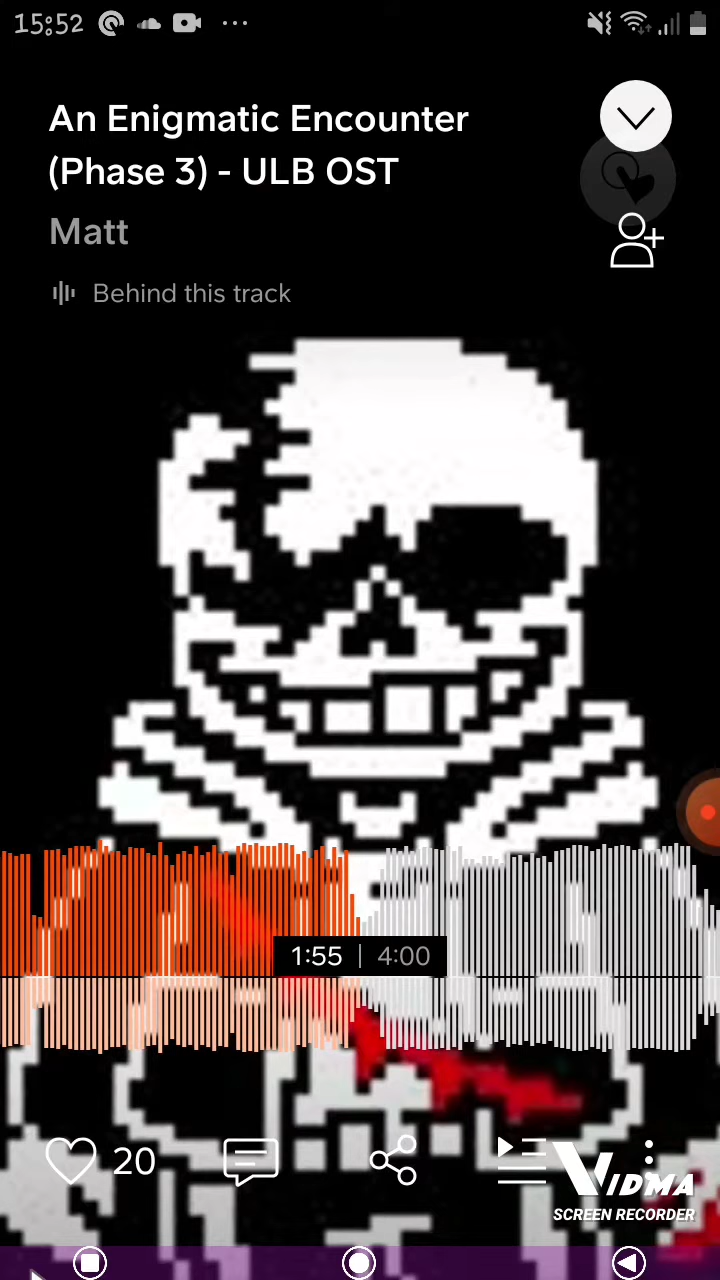 15:52
An Enigmatic Encounter
(Phase 3) - ULB OST
Matt
Behind this track
1:55 | 4:00
20
VIDMA
SCREEN RECORDER